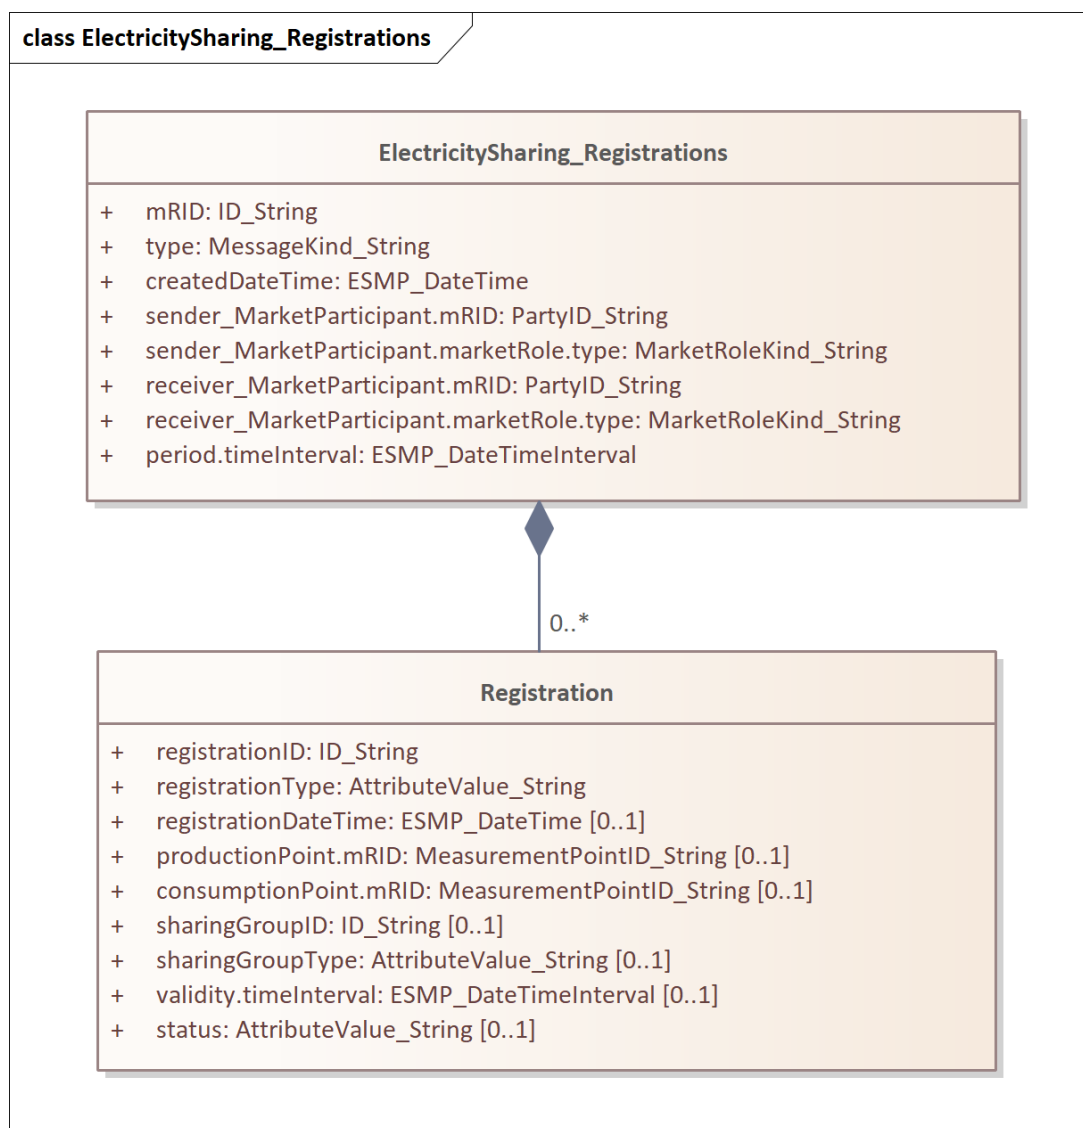 class ElectricitySharing_Registrations
ElectricitySharing_Registrations
+ mRID: ID_String
+ type: MessageKind_String
+ createdDateTime: ESMP_DateTime
+ sender_MarketParticipant.mRID: PartyID_String
+ sender_MarketParticipant.marketRole.type: MarketRoleKind_String
+ receiver_MarketParticipant.mRID: PartyID_String
+ receiver_MarketParticipant.marketRole.type: MarketRoleKind_String
+ period.timeInterval: ESMP_DateTimeInterval
0..*
Registration
+ registrationID: ID_String
+ registrationType: AttributeValue_String
+ registrationDateTime: ESMP_DateTime [0..1]
+ productionPoint.mRID: MeasurementPointID_String [0..1]
+ consumptionPoint.mRID: MeasurementPointID_String [0..1]
+ sharingGroupID: ID_String [0..1]
+ sharingGroupType: AttributeValue_String [0..1]
+ validity.timeInterval: ESMP_DateTimeInterval [0..1]
+ status: AttributeValue_String [0..1]